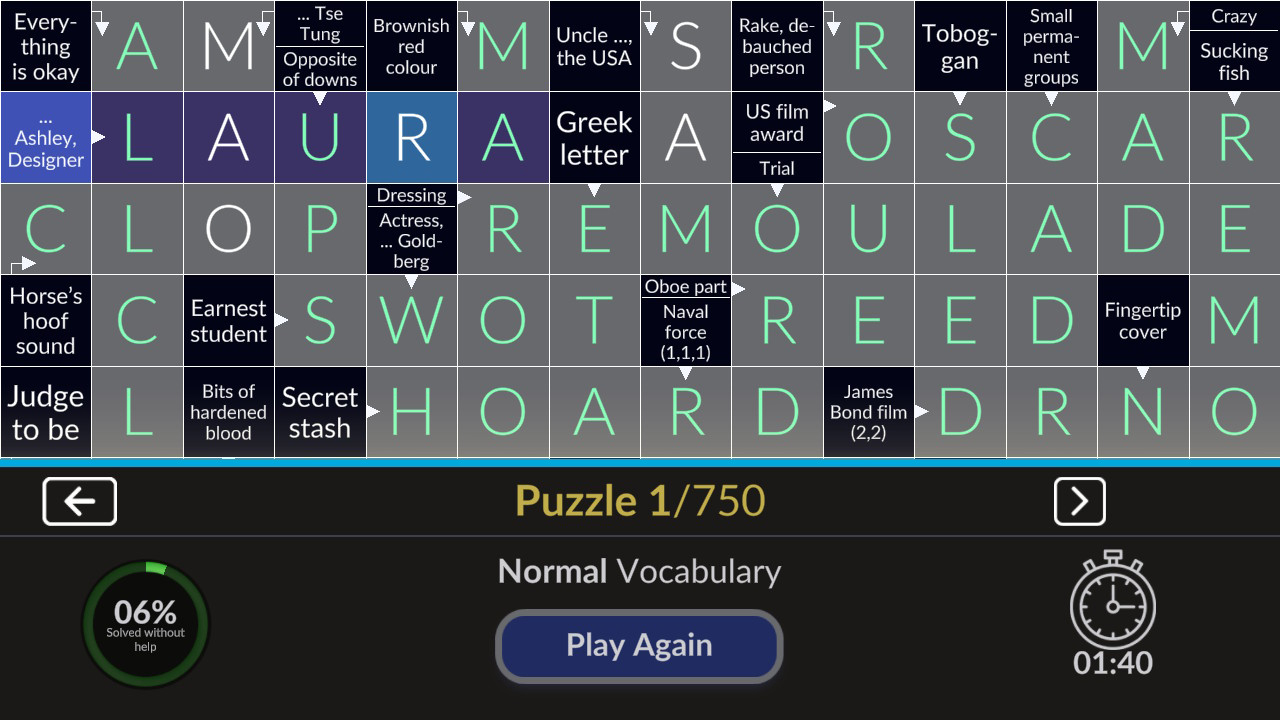 Every-
thing
is okay
A
M
... Tse
Tung
Opposite
of downs
Brownish
red
colour
M
Uncle ...,
the USA
S
Rake, de-
bauched
person
R
Tobog-
gan
Small
perma-
nent
groups
M
Crazy
Sucking
fish
...
Ashley,
Designer
L A U R A
Greek
letter
A
US film
award
Trial
O S C A R
C L O P
Dressing
Actress,
... Gold-
berg
R E M O U L A D E
Horse's
hoof
sound
C
Earnest
student
S W O T
Oboe part
Naval
force
(1,1,1)
R E E D
Fingertip
cover
M
Judge
to be
L
Bits of
hardened
blood
Secret
stash
H O A R D
James
Bond film
(2,2)
D R N O
Puzzle 1/750
06%
Solved without
help
Normal Vocabulary
Play Again
01:40